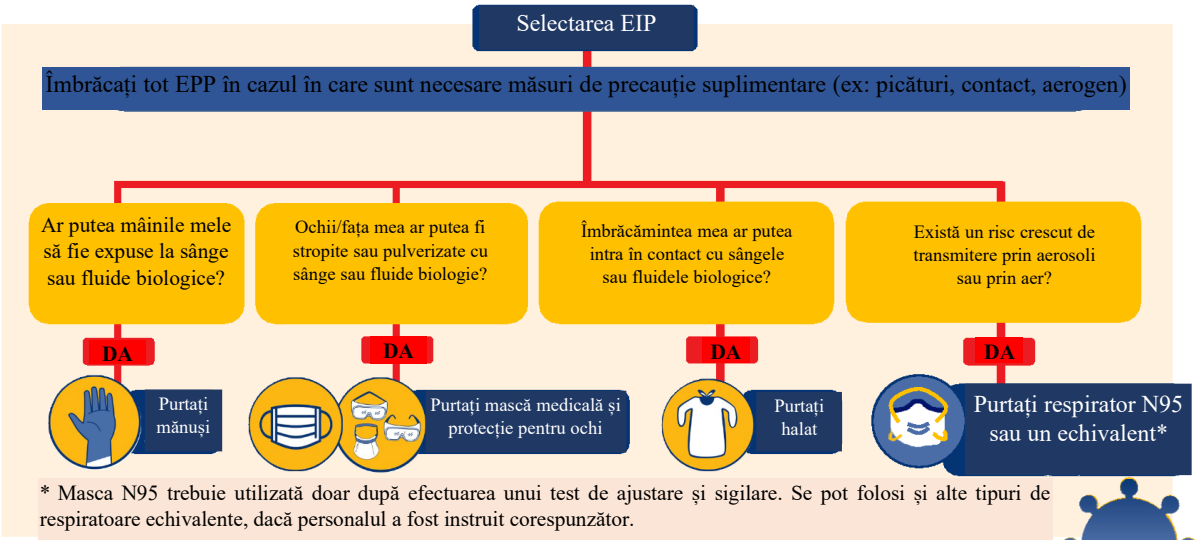 Selectarea EIP
Îmbrăcați tot EPP în cazul în care sunt necesare măsuri de precauție suplimentare (ex: picături, contact, aerogen)
Ar putea mâinile mele
să fie expuse la sânge
sau fluide biologice?
Ochii/fața mea ar putea fi
stropite sau pulverizate cu
sânge sau fluide biologie?
Îmbrăcămintea mea ar putea
intra în contact cu sângele
sau fluidele biologice?
Există un risc crescut de
transmitere prin aerosoli
sau prin aer?
DA
DA
DA
DA
Purtați
mănuși
Purtați mască medicală și
protecție pentru ochi
Purtați
halat
Purtați respirator N95
sau un echivalent*
* Masca N95 trebuie utilizată doar după efectuarea unui test de ajustare și sigilare. Se pot folosi și alte tipuri de
respiratoare echivalente, dacă personalul a fost instruit corespunzător.